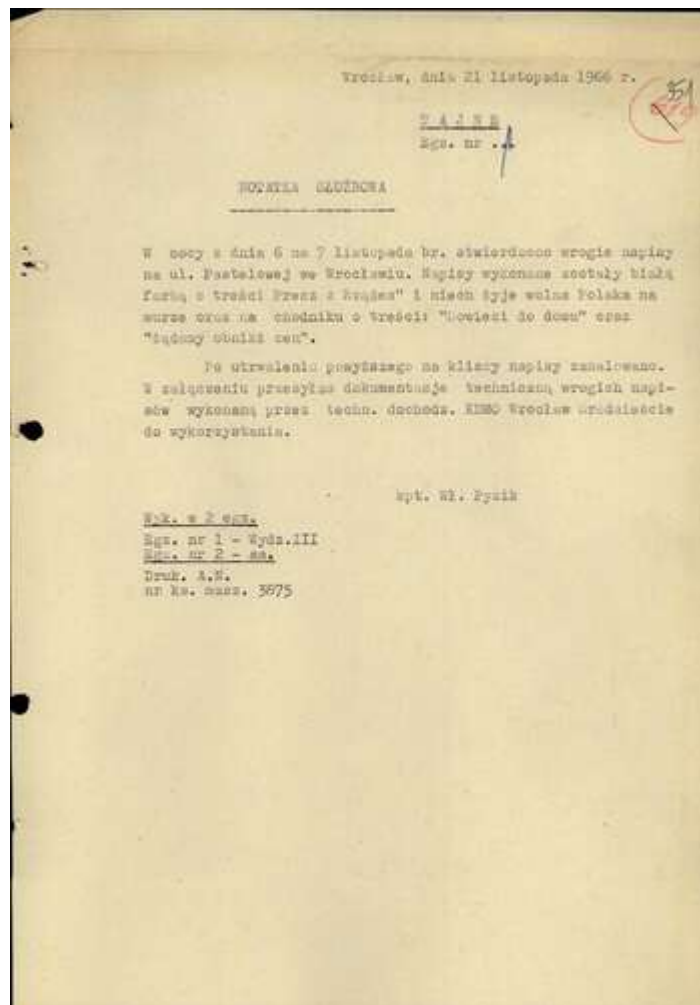 Wrocław, dnia 21 listopada 1966 r.
351
T A J N E
Egz. nr .1
NOTATKA SŁUŻBOWA
W nocy z dnia 6 na 7 listopada br. stwierdzono wrogie napisy
na ul. Pastelowej we Wrocławiu. Napisy wykonane zostały białą
farbą o treści Precz z Rządem" i niech żyje wolna Polska na
murze oraz na chodniku o treści: "Sowieci do domu" oraz
"żądamy obniżki cen".
Po utrwaleniu powyższego na kliszy napisy zamalowano.
W załączeniu przesyłam dokumentację techniczną wrogich napi-
sów wykonaną przez techn. dochodz. KDMO Wrocław Śródmieście
do wykorzystania.
kpt. Wł. Pyzik
Wyk. w 2 egz.
Egz. nr 1 - Wydz.III
Egz. nr 2 - aa.
Druk. A.N.
nr ks. masz. 3875